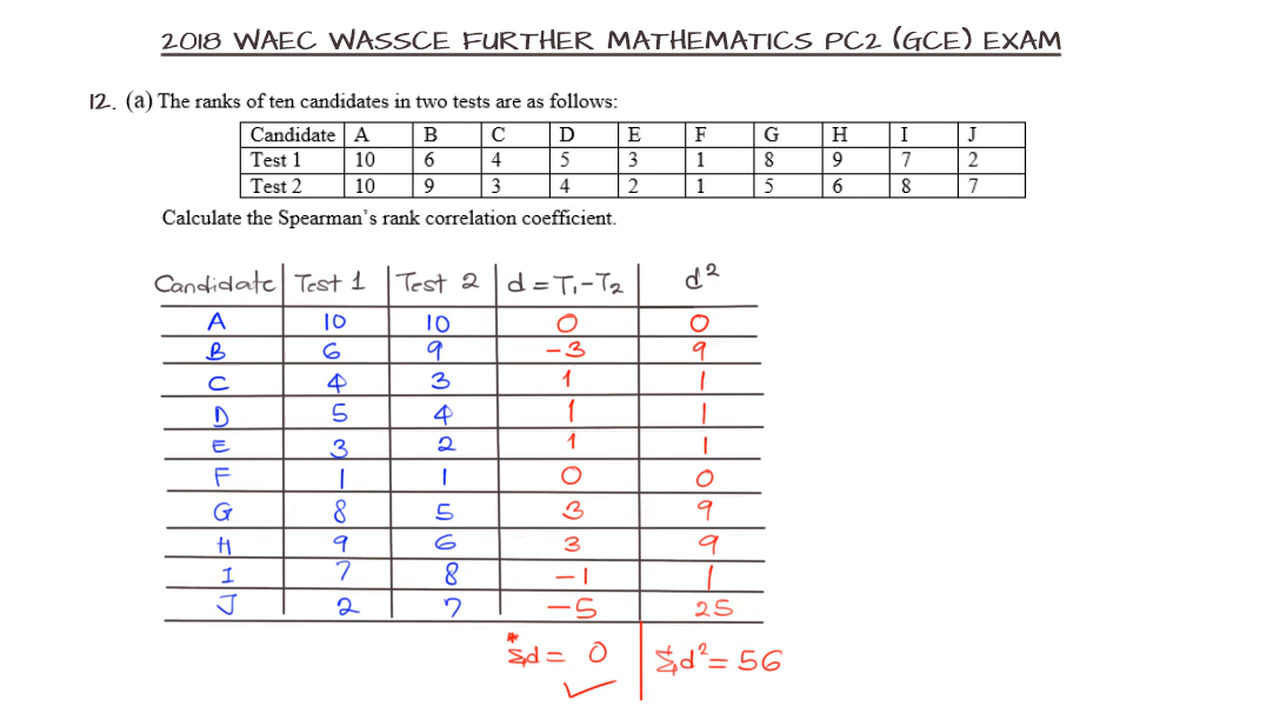 2018 WAEC WASSCE FURTHER MATHEMATICS PC2 (GCE) EXAM
12. (a) The ranks of ten candidates in two tests are as follows:
Candidate A B C D E F G H I J
Test 1 10 6 4 5 3 1 8 9 7 2
Test 2 10 9 3 4 2 1 5 6 8 7
Calculate the Spearman's rank correlation coefficient.
Candidate Test 1 Test 2 d = T₁-T₂ d²
A 10 10 0 0
B 6 9 -3 9
C 4 3 1 1
D 5 4 1 1
E 3 2 1 1
F 1 1 0 0
G 8 5 3 9
H 9 6 3 9
I 7 8 -1 1
J 2 7 -5 25
* Σd = 0 Σd² = 56